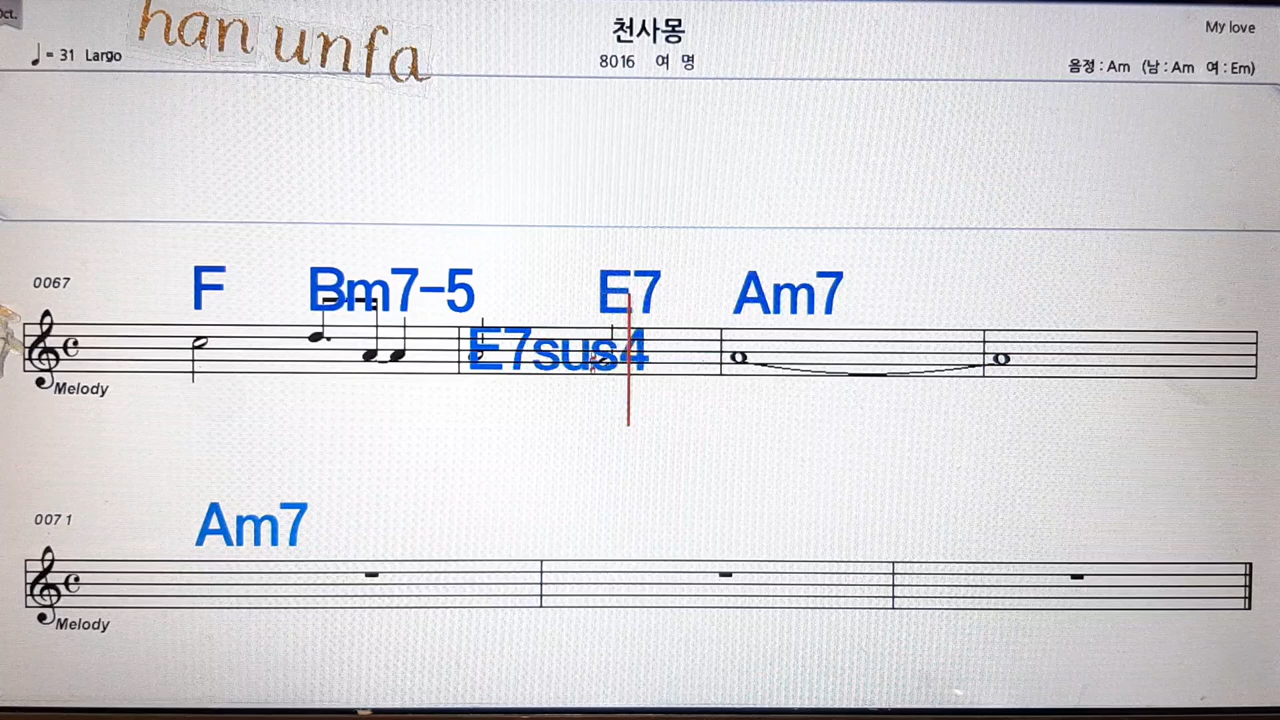 Oct.
han unfa
천사몽
My love
♩= 31 Largo
8016 여 명
음정 : Am (남 : Am 여 : Em)
0067
F Bm7-5 E7 Am7
E7sus4
Melody
0071
Am7
Melody